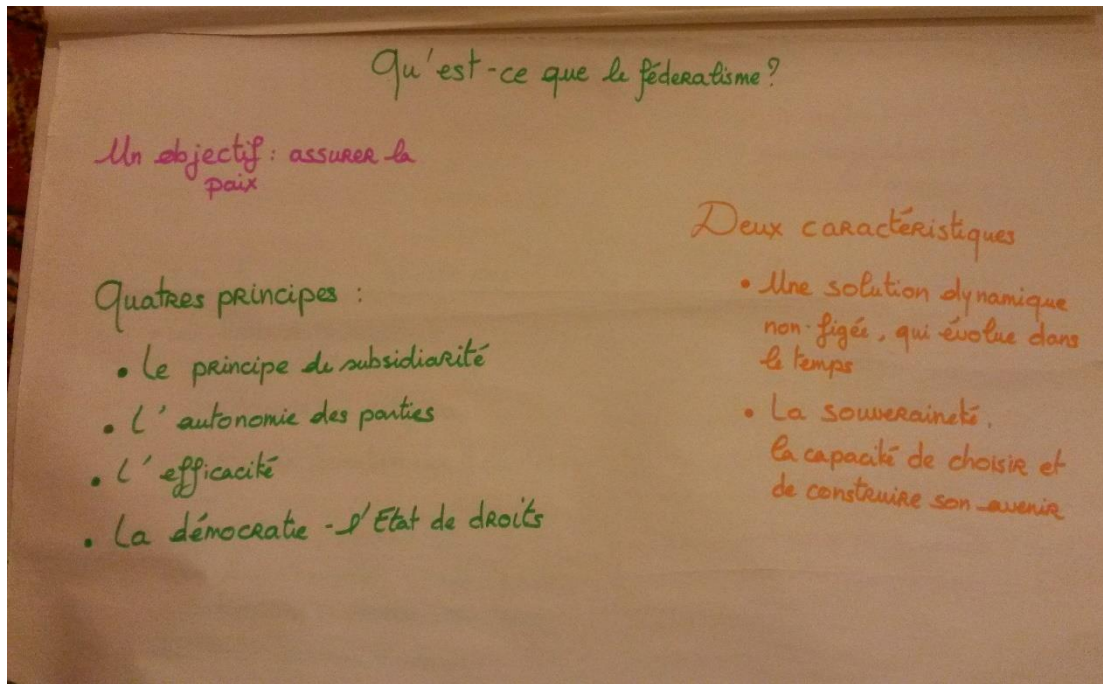 Qu'est-ce que le féderalisme?
Un objectif: assurer la
paix
Quatres principes :
• Le principe de subsidiarité
• L'autonomie des parties
• L'efficacité
• La démocratie - l'Etat de droits
Deux caractéristiques
• Une solution dynamique
non-figée, qui évolue dans
le temps
• La souveraineté,
la capacité de choisir et
de construire son avenir